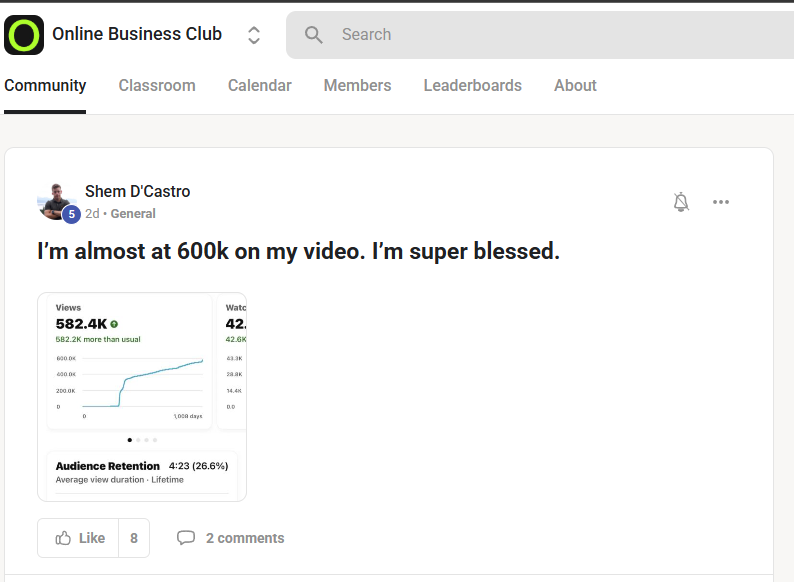 Online Business Club
Search
Community Classroom Calendar Members Leaderboards About
Shem D'Castro
5
2d • General
I’m almost at 600k on my video. I’m super blessed.
Views
582.4K
582.2K more than usual
600.0K
400.0K
200.0K
0
0 1,009 days
42.
42.6K
43.3K
28.8K
14.4K
0.0
Audience Retention 4:23 (26.6%)
Average view duration · Lifetime
Like 8 2 comments